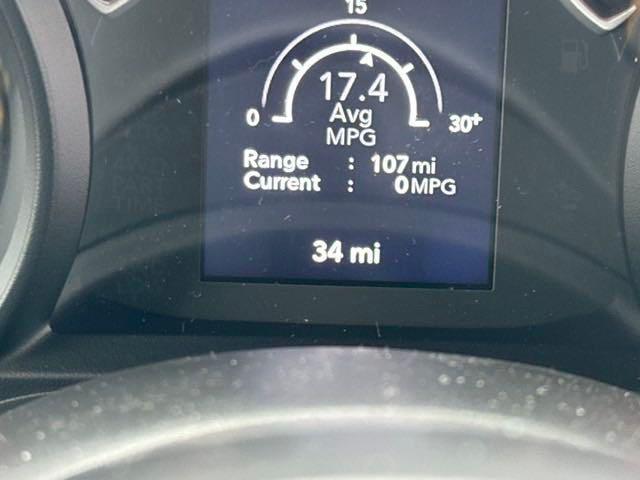 15
17.4
0 Avg 30+
MPG
Range : 107 mi
Current : 0 MPG
34 mi